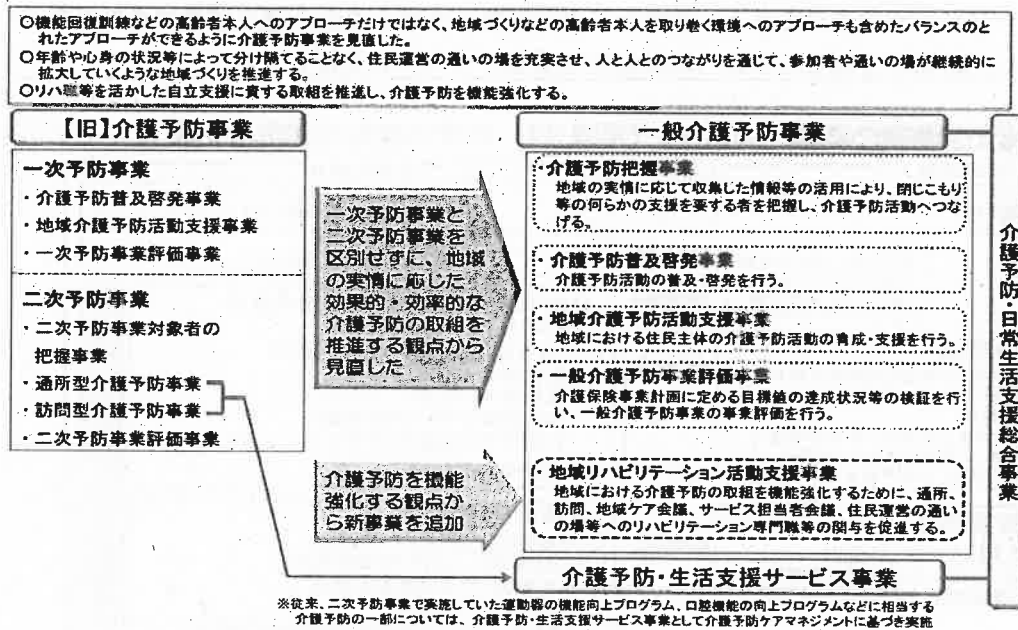 ○機能回復訓練などの高齢者本人へのアプローチだけではなく、地域づくりなどの高齢者本人を取り巻く環境へのアプローチも含めたバランスのと
れたアプローチができるように介護予防事業を見直した。
○年齢や心身の状況等によって分け隔てることなく、住民運営の通いの場を充実させ、人と人とのつながりを通じて、参加者や通いの場が継続的に
拡大していくような地域づくりを推進する。
○リハ職等を活かした自立支援に資する取組を推進し、介護予防を機能強化する。
【旧】介護予防事業
一次予防事業
・介護予防普及啓発事業
・地域介護予防活動支援事業
・一次予防事業評価事業
二次予防事業
・二次予防事業対象者の
把握事業
・通所型介護予防事業
・訪問型介護予防事業
・二次予防事業評価事業
一次予防事業と
二次予防事業を
区別せずに、地域
の実情に応じた
効果的・効率的な
介護予防の取組を
推進する観点から
見直した
介護予防を機能
強化する観点か
ら新事業を追加
一般介護予防事業
・介護予防把握事業
地域の実情に応じて収集した情報等の活用により、閉じこもり
等の何らかの支援を要する者を把握し、介護予防活動へつな
げる。
・介護予防普及啓発事業
介護予防活動の普及・啓発を行う。
・地域介護予防活動支援事業
地域における住民主体の介護予防活動の育成・支援を行う。
・一般介護予防事業評価事業
介護保険事業計画に定める目標値の達成状況等の検証を行
い、一般介護予防事業の事業評価を行う。
・地域リハビリテーション活動支援事業
地域における介護予防の取組を機能強化するために、通所、
訪問、地域ケア会議、サービス担当者会議、住民運営の通い
の場等へのリハビリテーション専門職等の関与を促進する。
介護予防・生活支援サービス事業
介護予防・日常生活支援総合事業
※従来、二次予防事業で実施していた運動器の機能向上プログラム、口腔機能の向上プログラムなどに相当する
介護予防の一部については、介護予防・生活支援サービス事業として介護予防ケアマネジメントに基づき実施